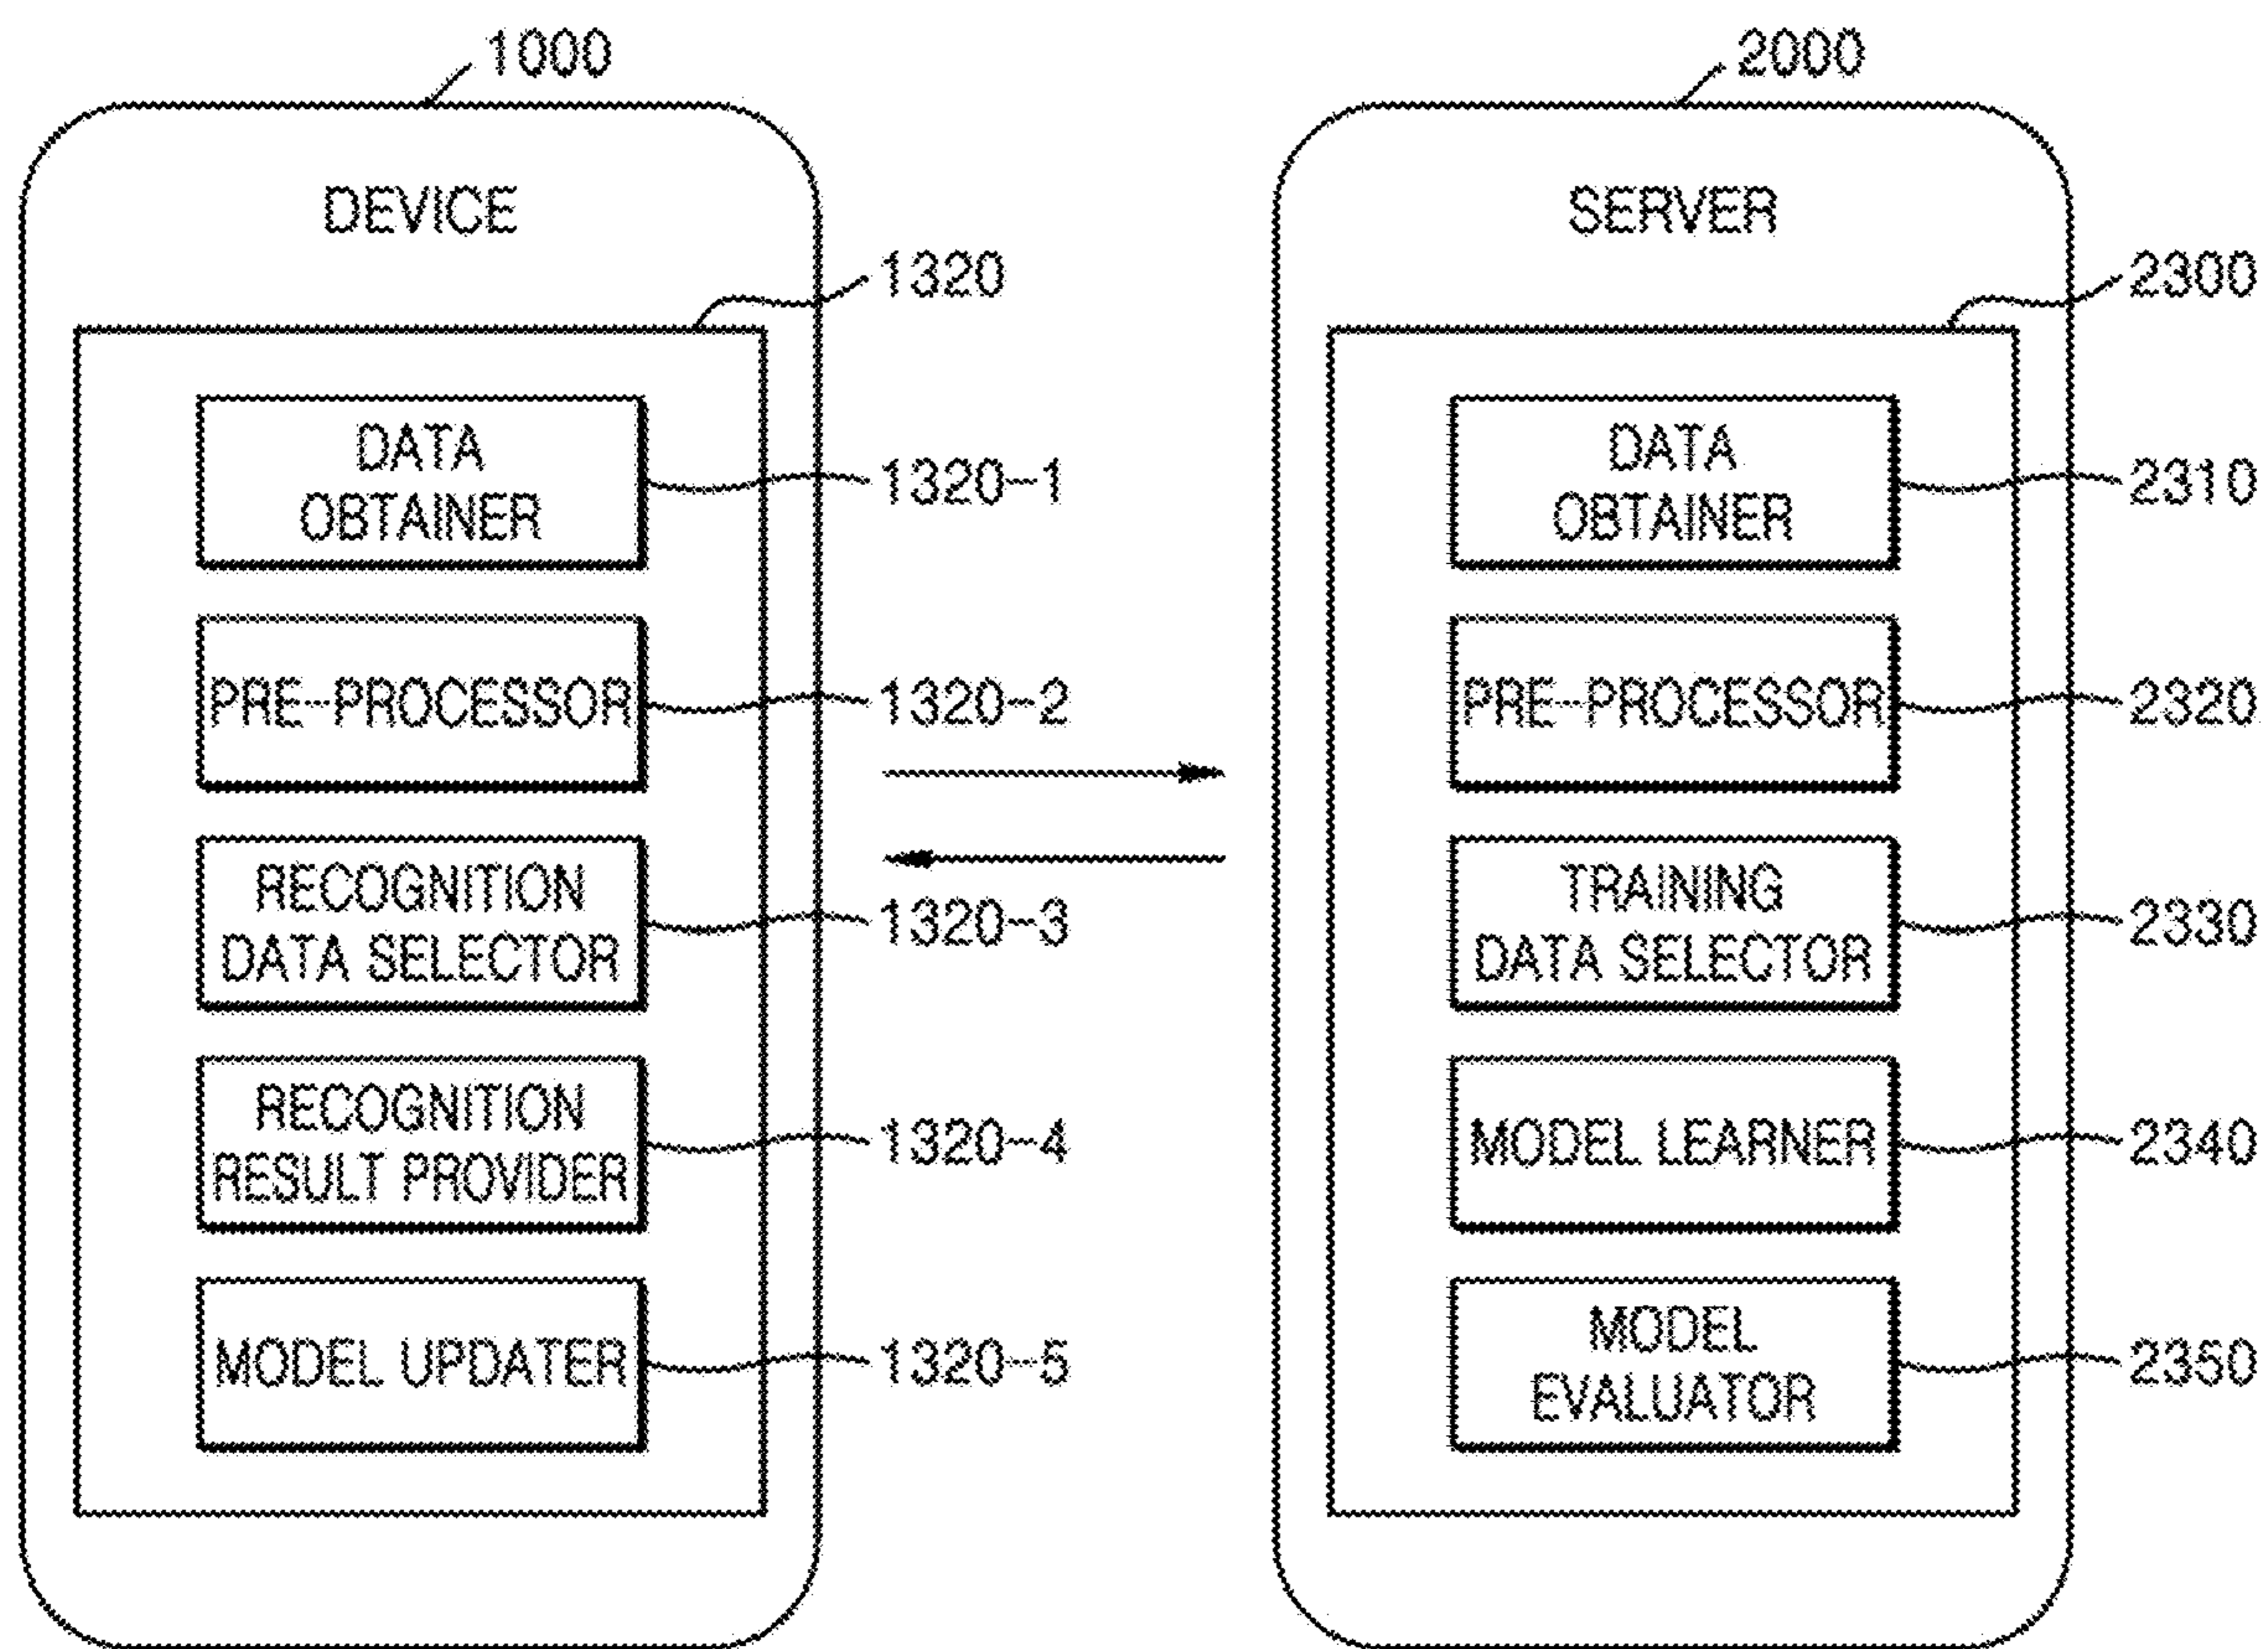 1000
DEVICE
1320
DATA
OBTAINER
1320-1
PRE-PROCESSOR
1320-2
RECOGNITION
DATA SELECTOR
1320-3
RECOGNITION
RESULT PROVIDER
1320-4
MODEL UPDATER
1320-5
2000
SERVER
2300
DATA
OBTAINER
2310
PRE-PROCESSOR
2320
TRAINING
DATA SELECTOR
2330
MODEL LEARNER
2340
MODEL
EVALUATOR
2350